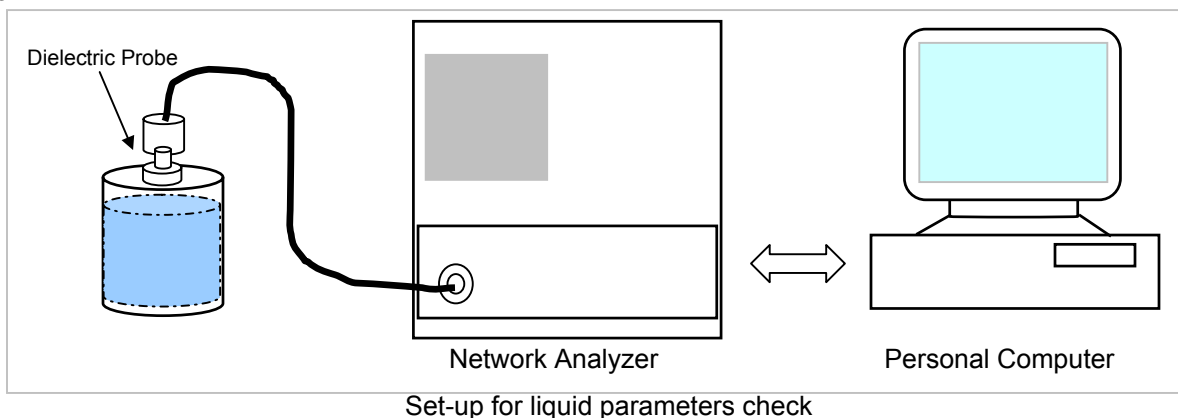 Dielectric Probe
Network Analyzer
Personal Computer
Set-up for liquid parameters check